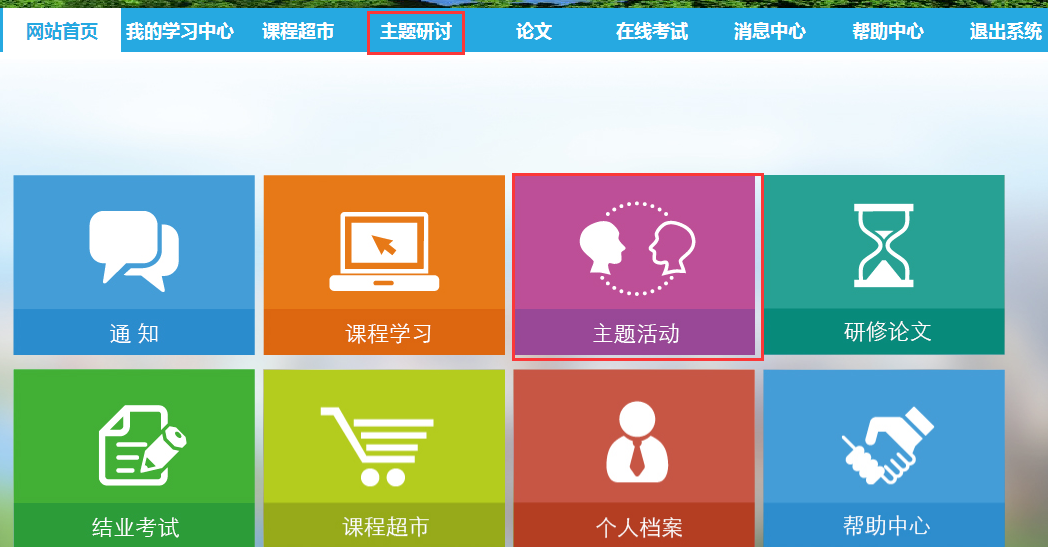 网站首页 我的学习中心 课程超市 主题研讨 论文 在线考试 消息中心 帮助中心 退出系统
通 知 课程学习 主题活动 研修论文
结业考试 课程超市 个人档案 帮助中心